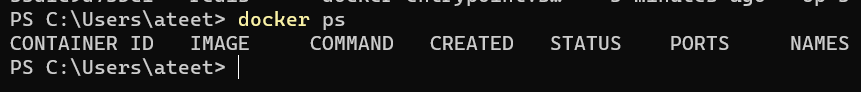 PS C:\Users\ateet> docker ps
CONTAINER ID   IMAGE     COMMAND   CREATED   STATUS    PORTS     NAMES
PS C:\Users\ateet>